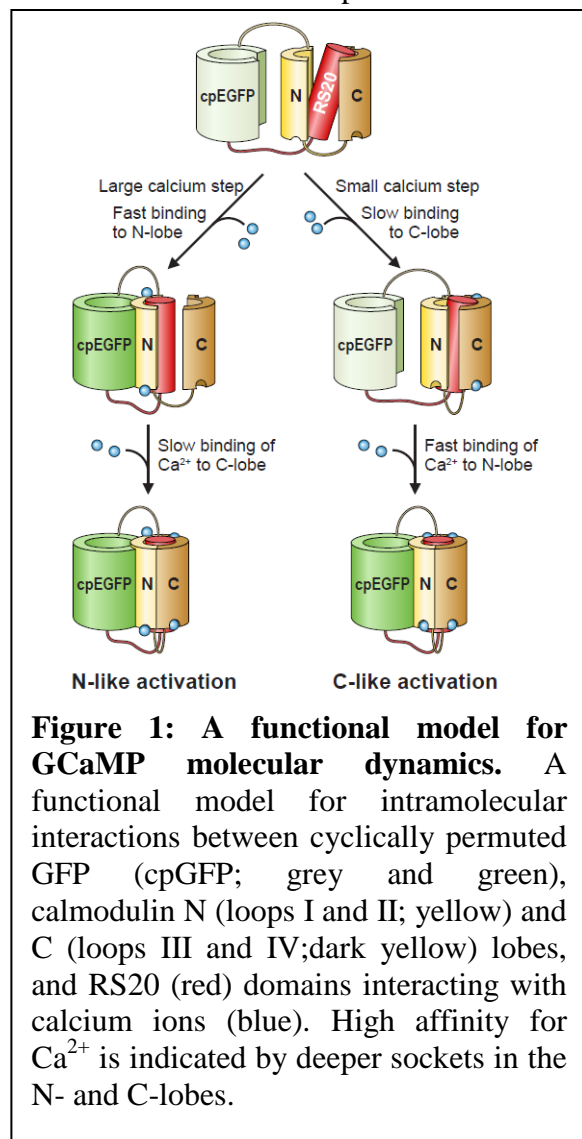 cpEGFP N RS20 C
Large calcium step
Fast binding
to N-lobe
Small calcium step
Slow binding
to C-lobe
cpEGFP N C
cpEGFP N C
Slow binding of
Ca²⁺ to C-lobe
Fast binding of
Ca²⁺ to N-lobe
cpEGFP N C
cpEGFP N C
N-like activation
C-like activation
Figure 1: A functional model for
GCaMP molecular dynamics. A
functional model for intramolecular
interactions between cyclically permuted
GFP (cpGFP; grey and green),
calmodulin N (loops I and II; yellow) and
C (loops III and IV;dark yellow) lobes,
and RS20 (red) domains interacting with
calcium ions (blue). High affinity for
Ca²⁺ is indicated by deeper sockets in the
N- and C-lobes.